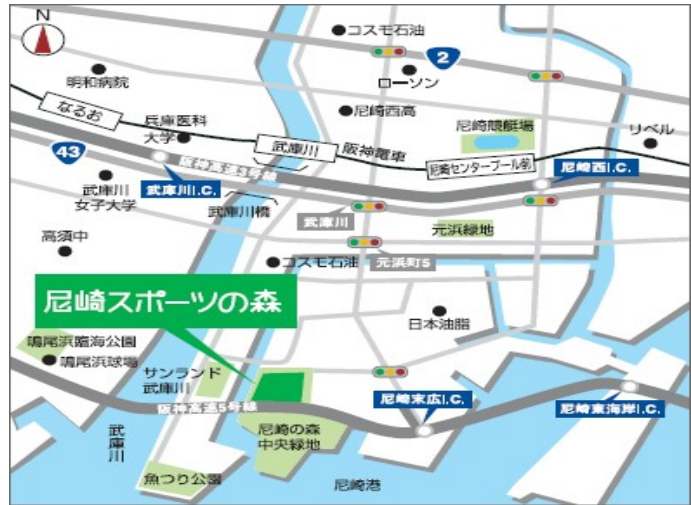 N
コスモ石油
2
明和病院
ローソン
なるお
兵庫医科
大学
尼崎西高
尼崎競艇場
リベル
43
武庫川
阪神電車
尼崎センタープール前
阪神高速3号線
尼崎西I.C.
武庫川
女子大学
武庫川I.C.
武庫川橋
武庫川
元浜緑地
高須中
コスモ石油
元浜町5
尼崎スポーツの森
日本油脂
鳴尾浜臨海公園
鳴尾浜球場
サンランド
武庫川
阪神高速5号線
尼崎末広I.C.
尼崎東海岸I.C.
武庫川
尼崎の森
中央緑地
魚つり公園
尼崎港